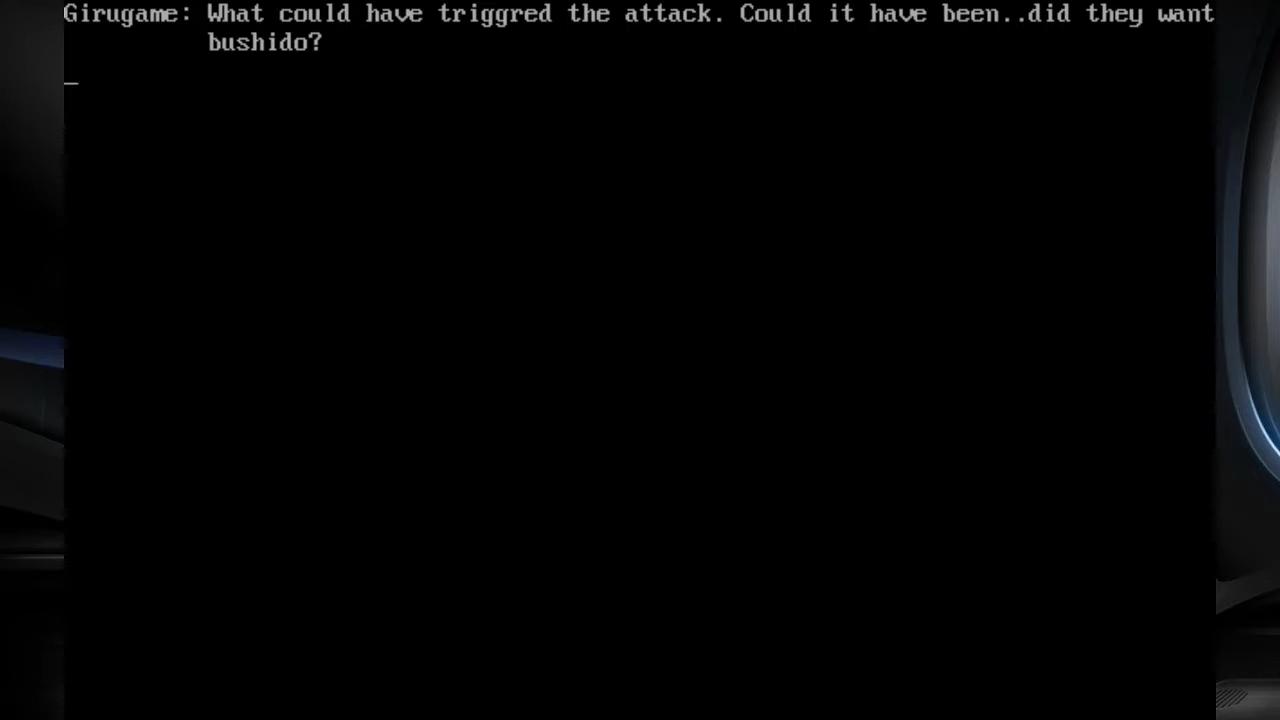 Girugame: What could have triggred the attack. Could it have been..did they want
bushido?
_